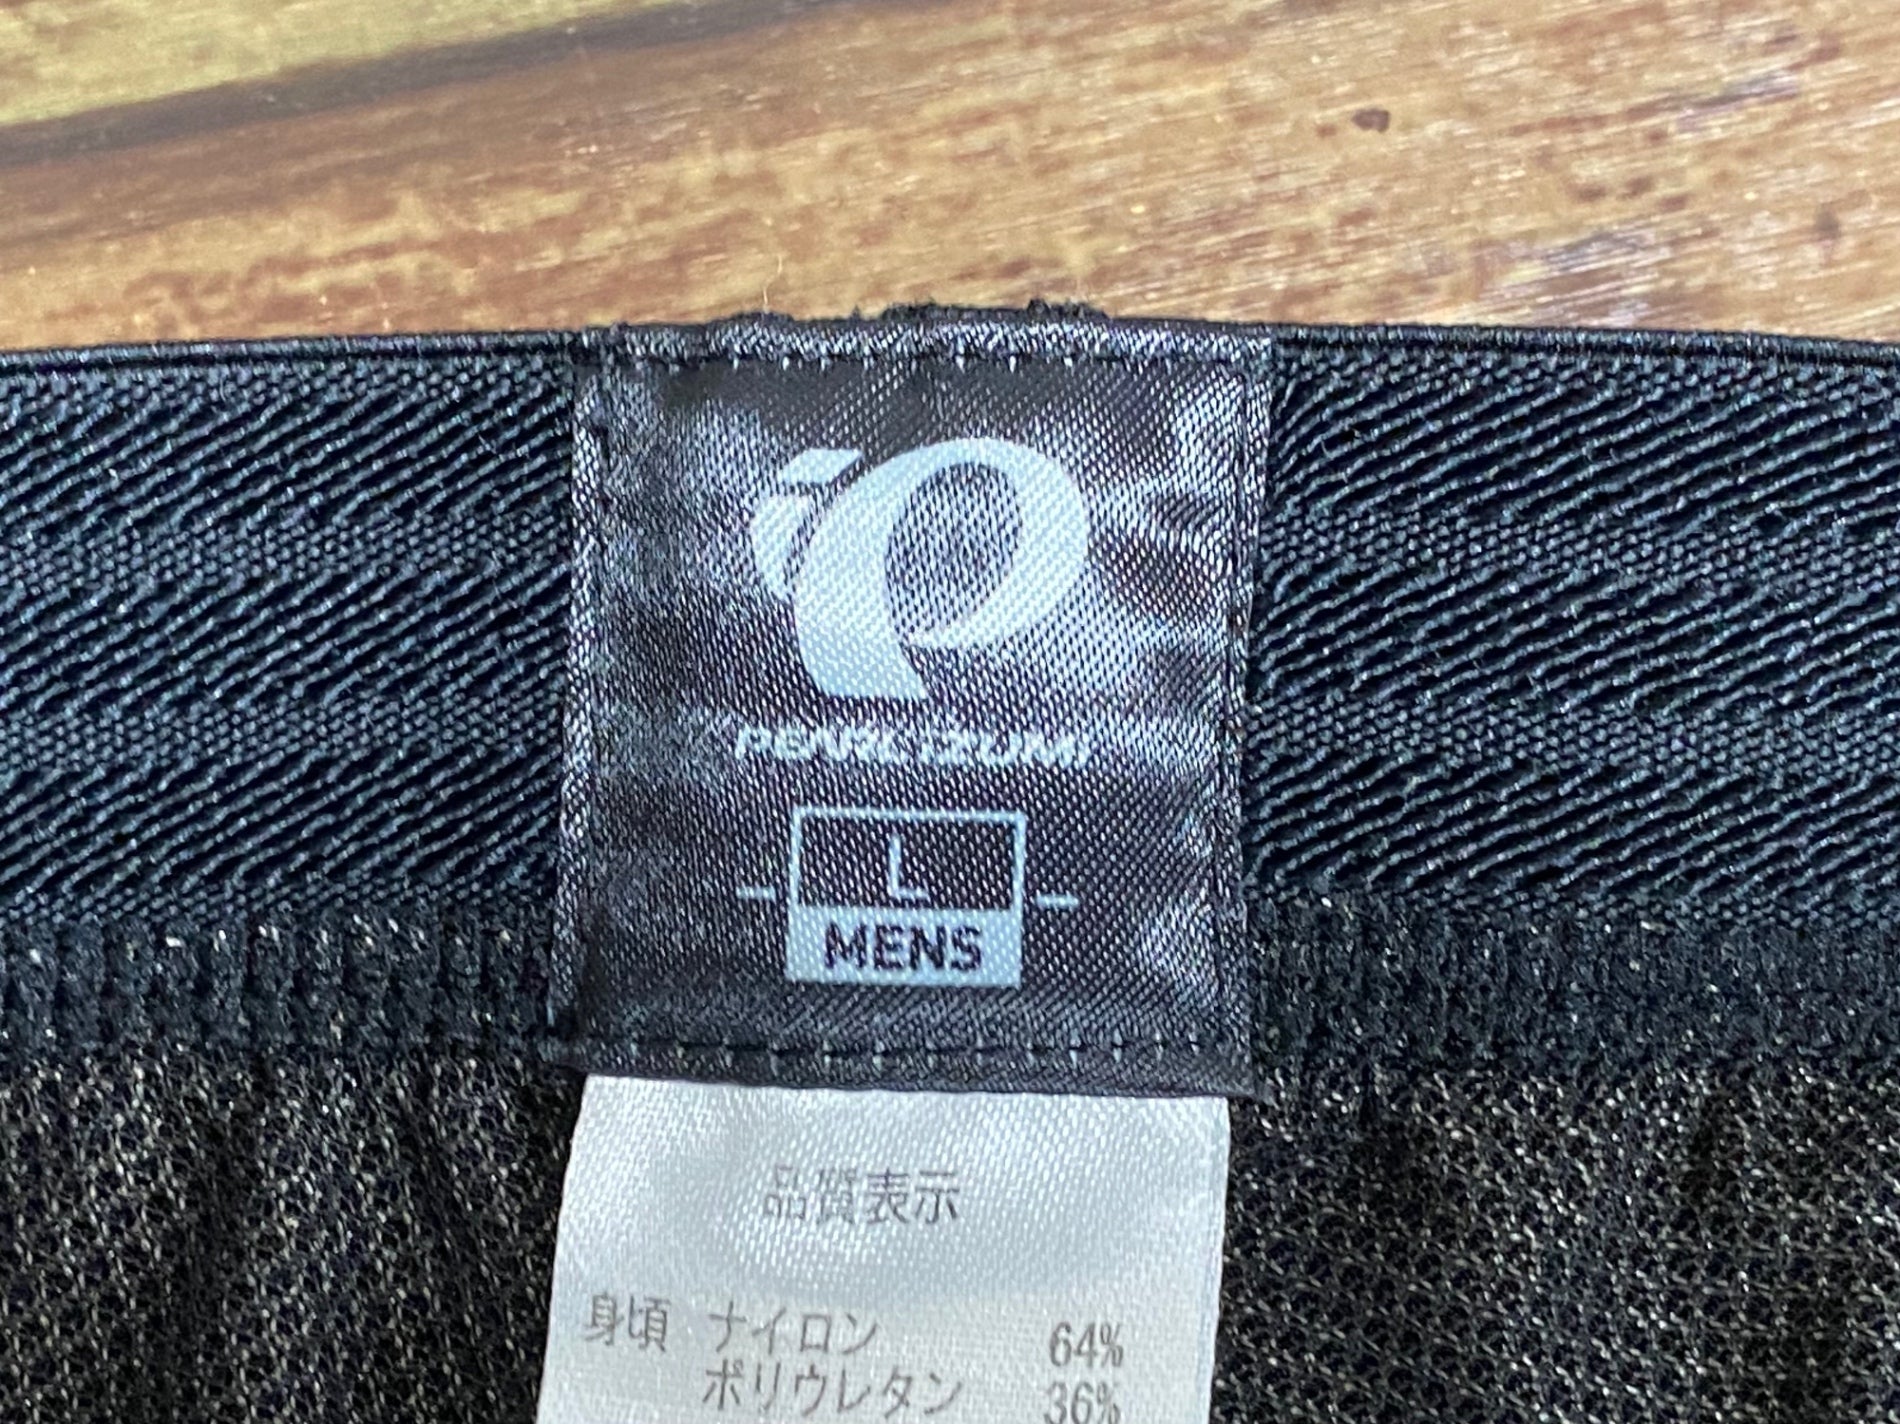 PEARL iZUMi
L
MENS
品質表示
身頃 ナイロン 64%
ポリウレタン 36%